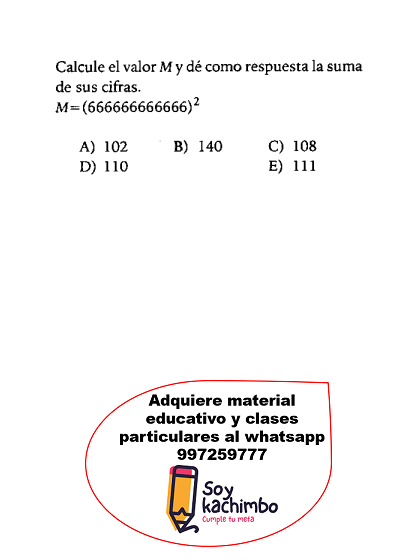 Calcule el valor M y dé como respuesta la suma
de sus cifras.
M=(666666666666)²
A) 102 B) 140 C) 108
D) 110 E) 111
Adquiere material
educativo y clases
particulares al whatsapp
997259777
Soy
kachimbo
Cumple tu meta